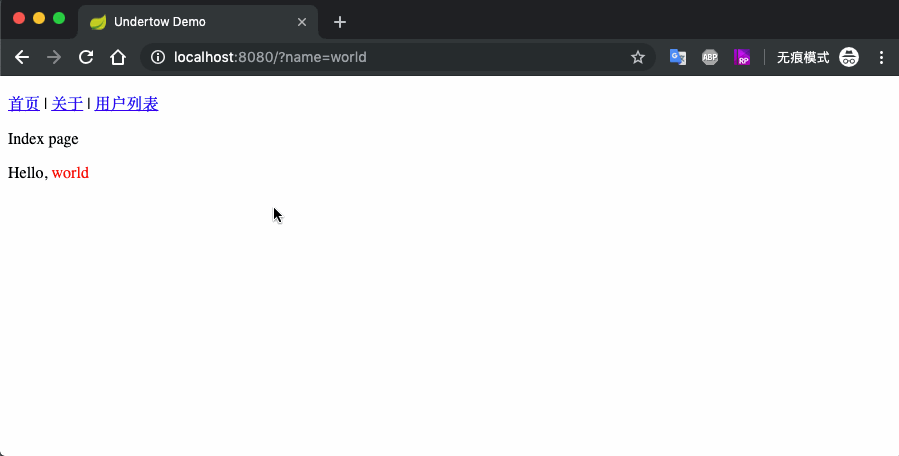 Undertow Demo
localhost:8080/?name=world
ABP
RP
无痕模式
首页 | 关于 | 用户列表
Index page
Hello, world